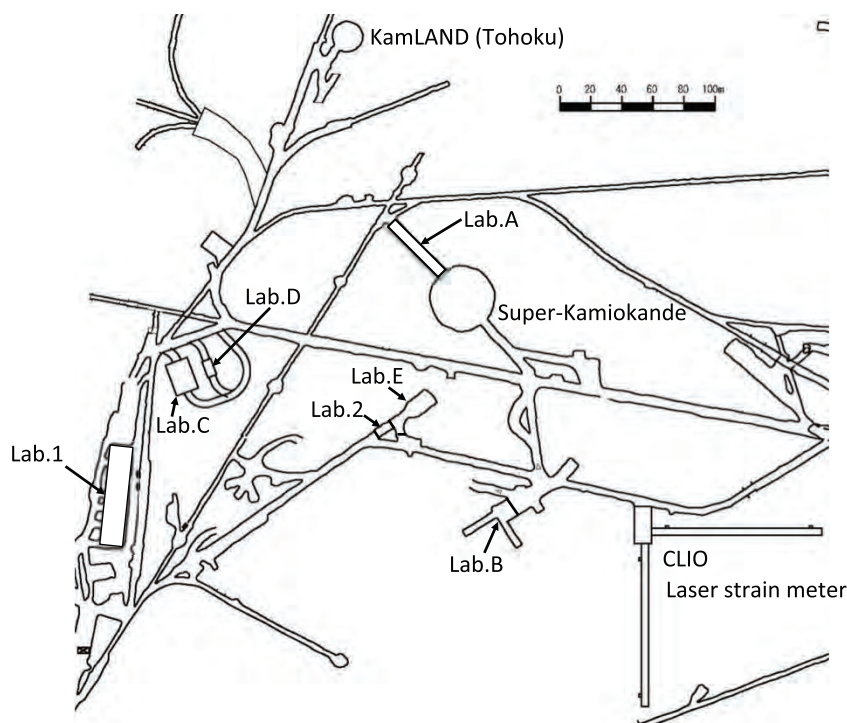 KamLAND (Tohoku)
0 20 40 60 80 100m
Lab.A
Lab.D
Super-Kamiokande
Lab.E
Lab.2
Lab.C
Lab.1
Lab.B
CLIO
Laser strain meter